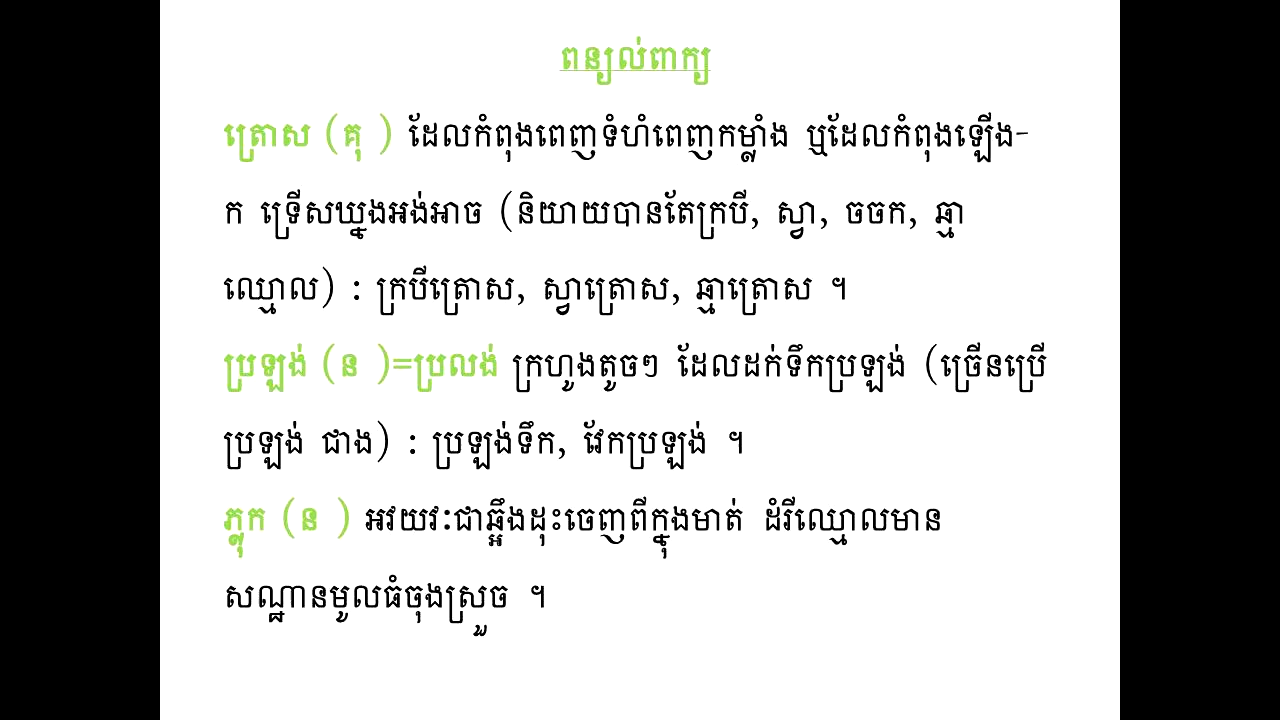 ពន្យល់ពាក្យ
ត្រោស (គុ ) ដែលកំពុងពេញទំហំពេញកម្លាំង ឬដែលកំពុងឡើង-
ក ទ្រើសឃ្នងអង់អាច (និយាយបានតែក្របី, ស្វា, ចចក, ឆ្មា
ឈ្មោល) : ក្របីត្រោស, ស្វាត្រោស, ឆ្មាត្រោស ។
ប្រឡង់ (ន )=ប្រលង់ ក្រហូងតូចៗ ដែលដក់ទឹកប្រឡង់ (ច្រើនប្រើ
ប្រឡង់ ជាង) : ប្រឡង់ទឹក, វែកប្រឡង់ ។
ភ្លុក (ន ) អវយវៈជាឆ្អឹងដុះចេញពីក្នុងមាត់ ដំរីឈ្មោលមាន
សណ្ឋានមូលធំចុងស្រួច ។